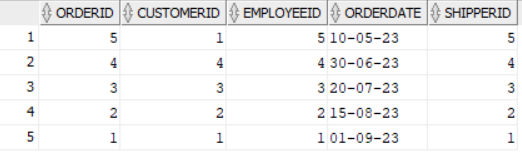 ORDERID CUSTOMERID EMPLOYEEID ORDERDATE SHIPPERID
1 5 1 5 10-05-23 5
2 4 4 4 30-06-23 4
3 3 3 3 20-07-23 3
4 2 2 2 15-08-23 2
5 1 1 1 01-09-23 1